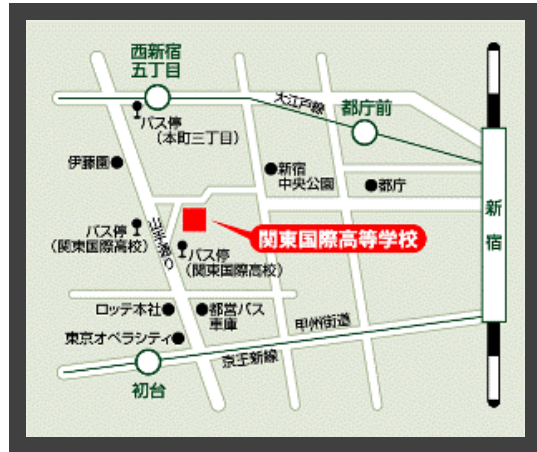 西新宿
五丁目
大江戸線
都庁前
バス停
（本町三丁目）
伊藤園
新宿
中央公園
都庁
新宿
バス停
（関東国際高校）
関東国際高等学校
バス停
（関東国際高校）
ロッテ本社
都営バス
車庫
甲州街道
東京オペラシティ
京王新線
初台